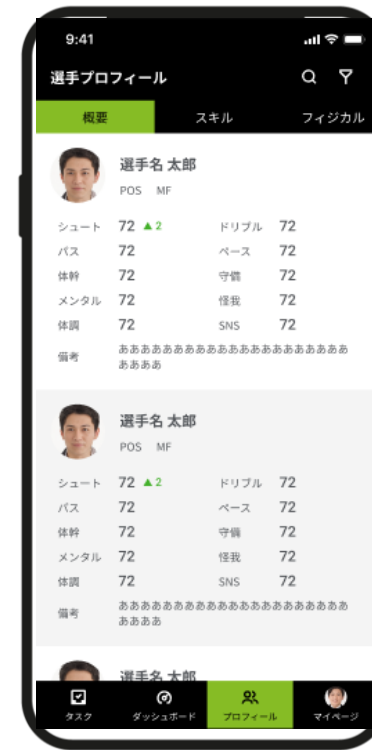 9:41
選手プロフィール
概要 スキル フィジカル
選手名 太郎
POS MF
シュート 72 ▲2 ドリブル 72
パス 72 ペース 72
体幹 72 守備 72
メンタル 72 怪我 72
体調 72 SNS 72
備考 あああああああああああああああああああああ
ああああ
選手名 太郎
POS MF
シュート 72 ▲2 ドリブル 72
パス 72 ペース 72
体幹 72 守備 72
メンタル 72 怪我 72
体調 72 SNS 72
備考 あああああああああああああああああああああ
ああああ
選手名 太郎
タスク ダッシュボード プロフィール マイページ